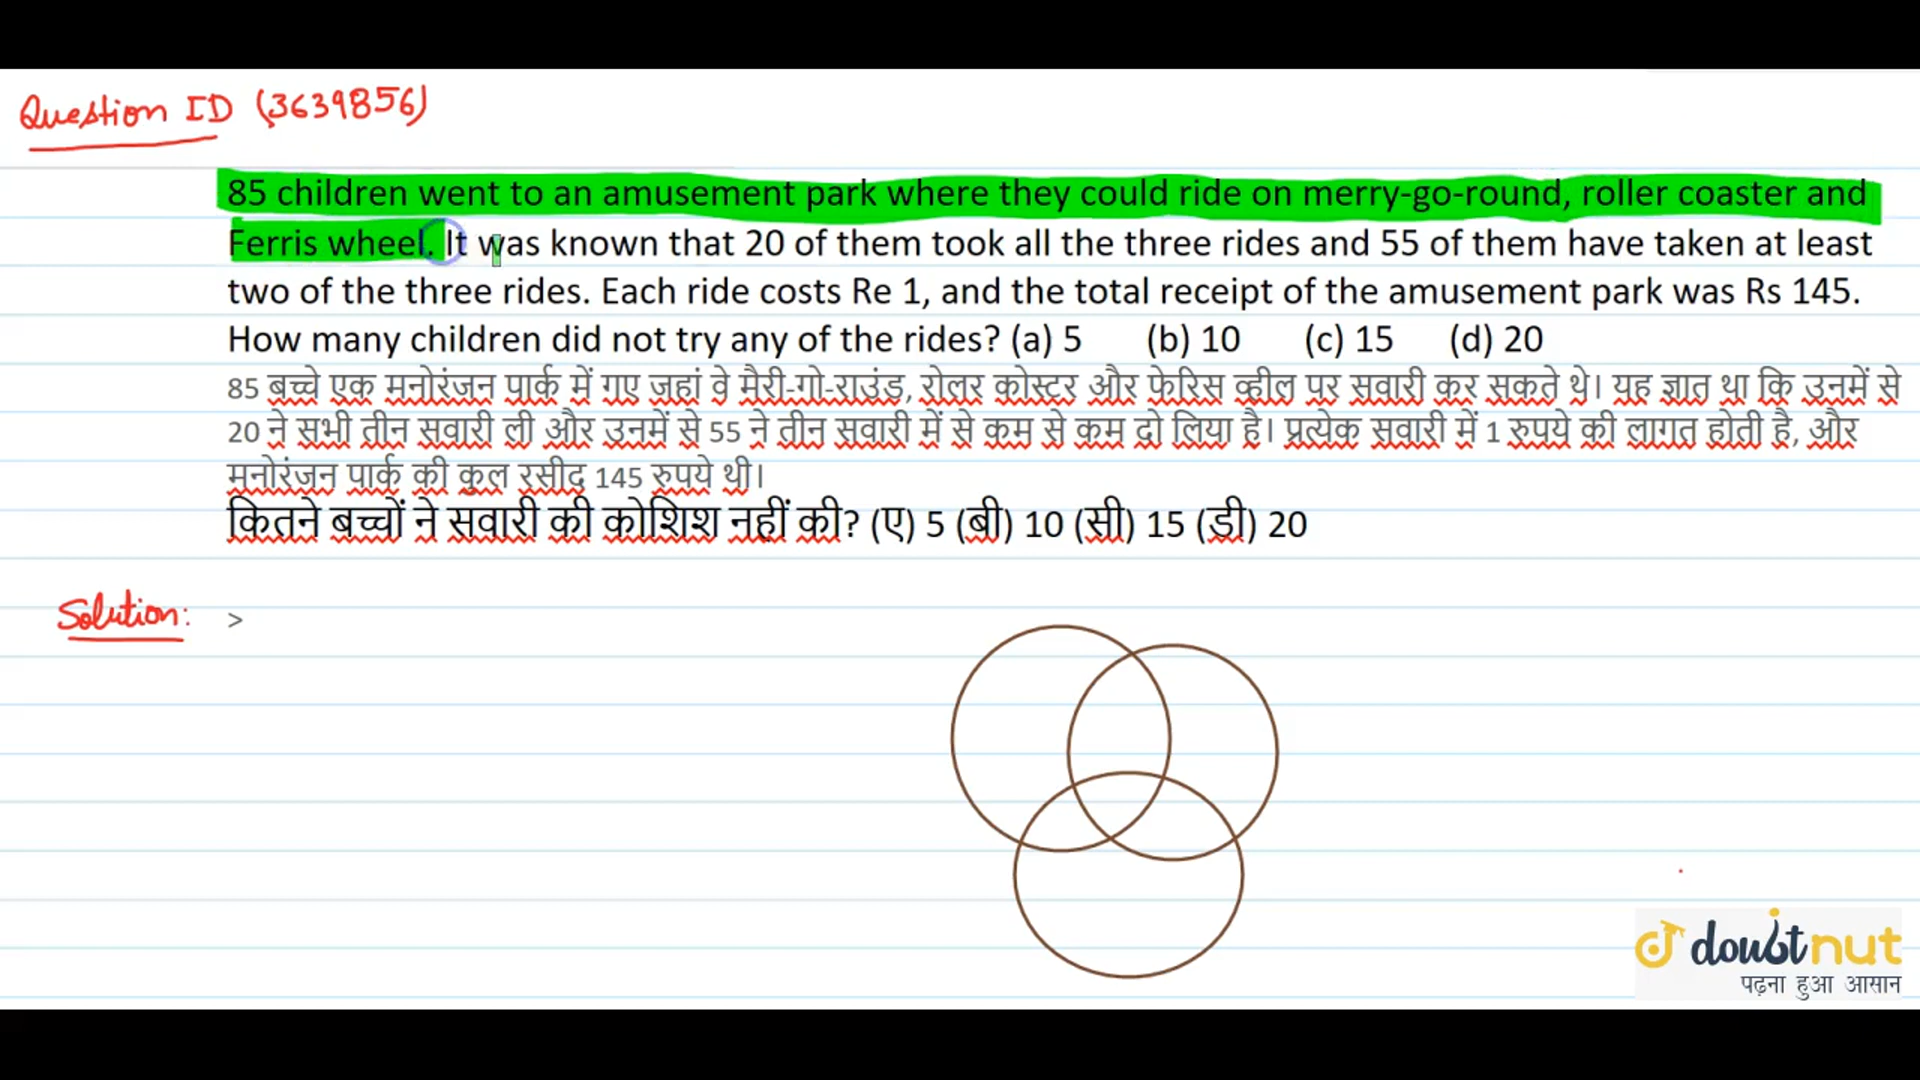 Question ID (3639856)
85 children went to an amusement park where they could ride on merry-go-round, roller coaster and
Ferris wheel. It was known that 20 of them took all the three rides and 55 of them have taken at least
two of the three rides. Each ride costs Re 1, and the total receipt of the amusement park was Rs 145.
How many children did not try any of the rides? (a) 5 (b) 10 (c) 15 (d) 20
85 बच्चे एक मनोरंजन पार्क में गए जहां वे मैरी-गो-राउंड, रोलर कोस्टर और फेरिस व्हील पर सवारी कर सकते थे। यह ज्ञात था कि उनमें से
20 ने सभी तीन सवारी ली और उनमें से 55 ने तीन सवारी में से कम से कम दो लिया है। प्रत्येक सवारी में 1 रुपये की लागत होती है, और
मनोरंजन पार्क की कुल रसीद 145 रुपये थी।
कितने बच्चों ने सवारी की कोशिश नहीं की? (ए) 5 (बी) 10 (सी) 15 (डी) 20
Solution: >
doubtnut
पढ़ना हुआ आसान